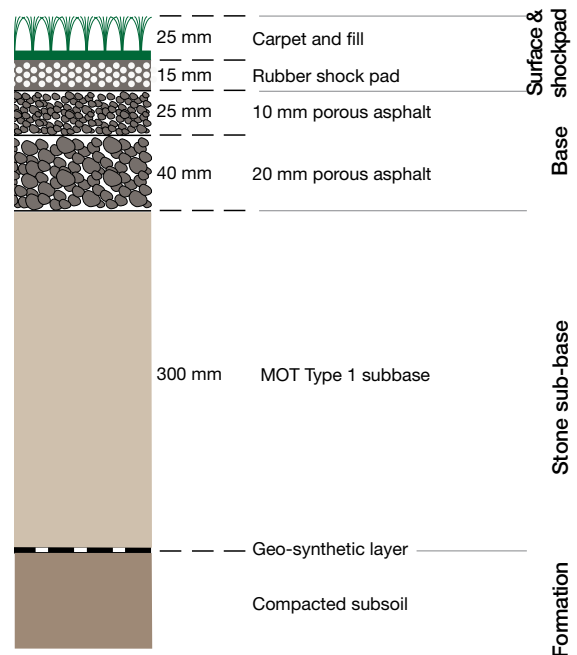 25 mm Carpet and fill
15 mm Rubber shock pad
25 mm 10 mm porous asphalt
40 mm 20 mm porous asphalt
300 mm MOT Type 1 subbase
Geo-synthetic layer
Compacted subsoil
Surface &
shockpad
Base
Stone sub-base
Formation